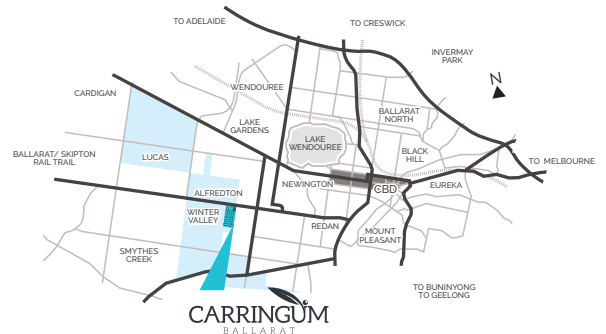 TO ADELAIDE
TO CRESWICK
INVERMAY
PARK
N
WENDOUREE
CARDIGAN
BALLARAT
NORTH
LAKE
GARDENS
LAKE
WENDOUREE
BLACK
HILL
BALLARAT/ SKIPTON
RAIL TRAIL
LUCAS
TO MELBOURNE
NEWINGTON
CBD
EUREKA
ALFREDTON
WINTER
VALLEY
REDAN
MOUNT
PLEASANT
SMYTHES
CREEK
TO BUNINYONG
TO GEELONG
CARRINGUM
BALLARAT